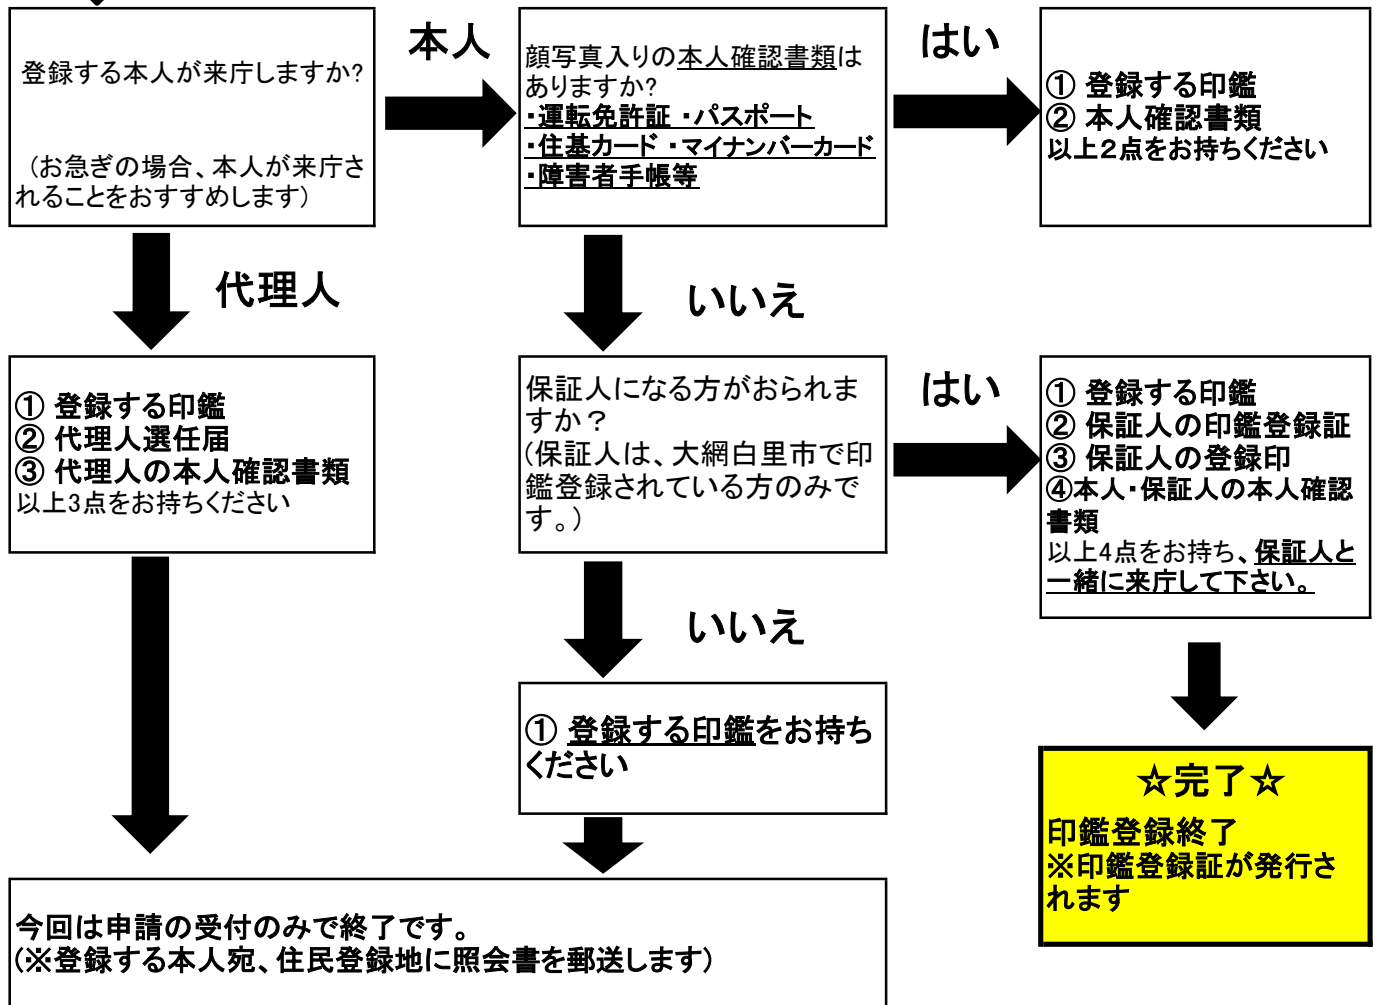 登録する本人が来庁しますか?
(お急ぎの場合、本人が来庁さ
れることをおすすめします)
本人
顔写真入りの本人確認書類は
ありますか?
・運転免許証 ・パスポート
・住基カード ・マイナンバーカード
・障害者手帳等
はい
① 登録する印鑑
② 本人確認書類
以上2点をお持ちください
代理人
いいえ
① 登録する印鑑
② 代理人選任届
③ 代理人の本人確認書類
以上3点をお持ちください
保証人になる方がおられま
すか？
(保証人は、大網白里市で印
鑑登録されている方のみで
す。)
はい
① 登録する印鑑
② 保証人の印鑑登録証
③ 保証人の登録印
④本人・保証人の本人確認
書類
以上4点をお持ち、保証人と
一緒に来庁して下さい。
いいえ
① 登録する印鑑をお持ち
ください
☆完了☆
印鑑登録終了
※印鑑登録証が発行さ
れます
今回は申請の受付のみで終了です。
(※登録する本人宛、住民登録地に照会書を郵送します)